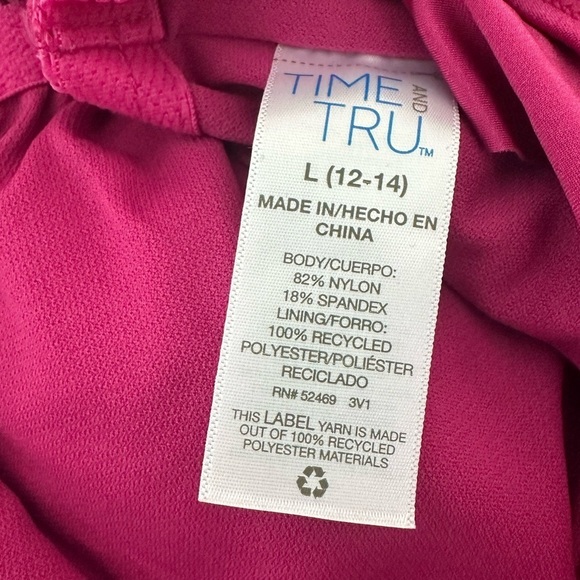 TIME AND
TRU™
L (12-14)
MADE IN/HECHO EN
CHINA
BODY/CUERPO:
82% NYLON
18% SPANDEX
LINING/FORRO:
100% RECYCLED
POLYESTER/POLIÉSTER
RECICLADO
RN# 52469 3V1
THIS LABEL YARN IS MADE
OUT OF 100% RECYCLED
POLYESTER MATERIALS